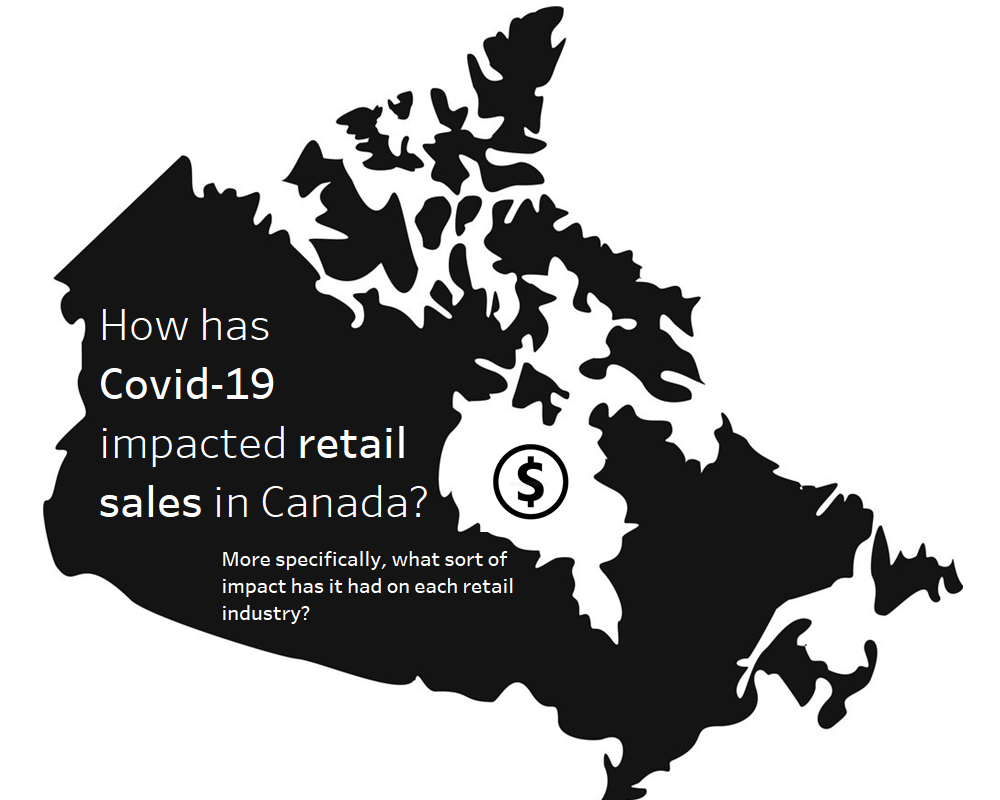 How has
Covid-19
impacted retail
sales in Canada?
$
More specifically, what sort of
impact has it had on each retail
industry?